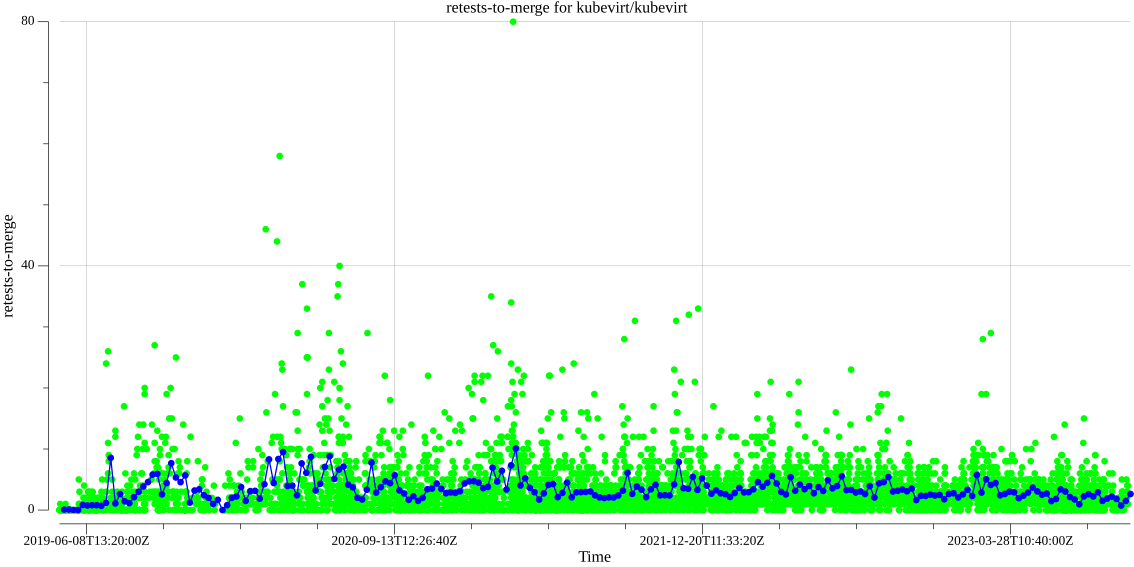 retests-to-merge for kubevirt/kubevirt
80
40
0
retests-to-merge
2019-06-08T13:20:00Z
2020-09-13T12:26:40Z
2021-12-20T11:33:20Z
2023-03-28T10:40:00Z
Time